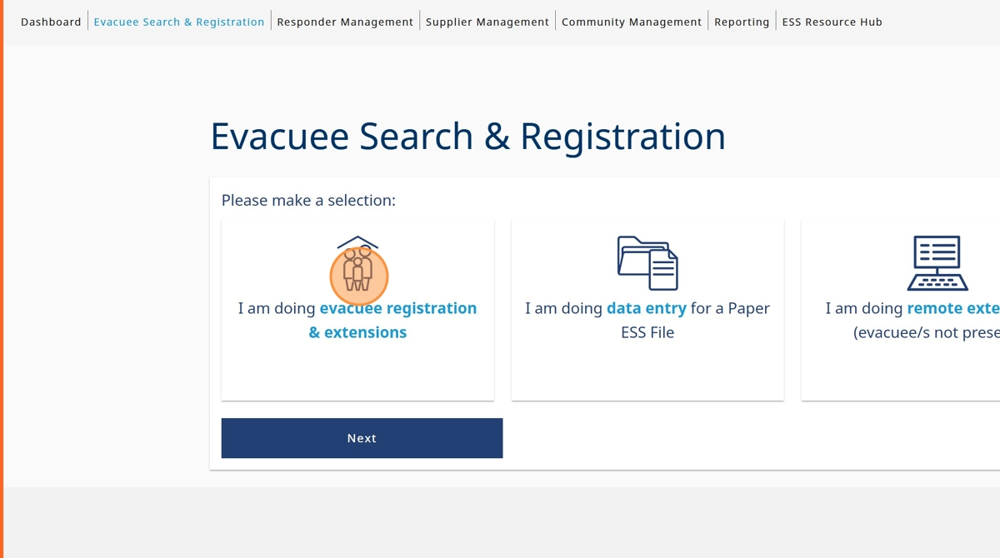 Dashboard Evacuee Search & Registration Responder Management Supplier Management Community Management Reporting ESS Resource Hub
Evacuee Search & Registration
Please make a selection:
I am doing evacuee registration
& extensions
I am doing data entry for a Paper
ESS File
I am doing remote exte
(evacuee/s not prese
Next